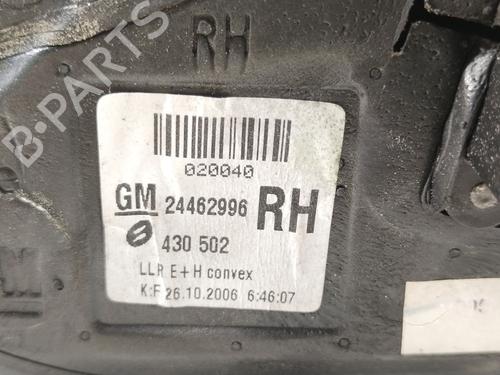 RH
B-PARTS
020040
GM 24462996 RH
430 502
LLR E+H convex
K:F 26.10.2006 6:46:07